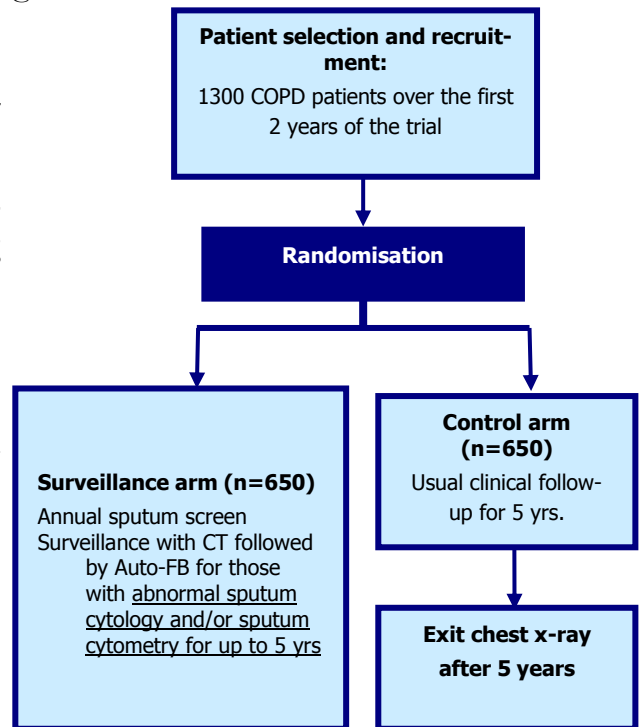 Patient selection and recruit-
ment:
1300 COPD patients over the first
2 years of the trial
Randomisation
Surveillance arm (n=650)
Annual sputum screen
Surveillance with CT followed
by Auto-FB for those
with abnormal sputum
cytology and/or sputum
cytometry for up to 5 yrs
Control arm
(n=650)
Usual clinical follow-
up for 5 yrs.
Exit chest x-ray
after 5 years